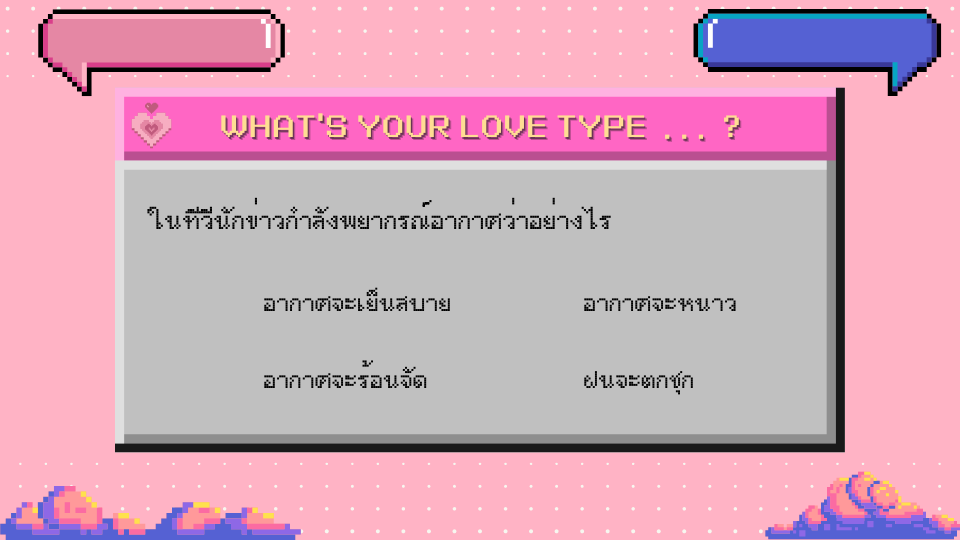 WHAT'S YOUR LOVE TYPE ... ?
ในทีวีนักข่าวกำลังพยากรณ์อากาศว่าอย่างไร
อากาศจะเย็นสบาย
อากาศจะหนาว
อากาศจะร้อนจัด
ฝนจะตกชุก